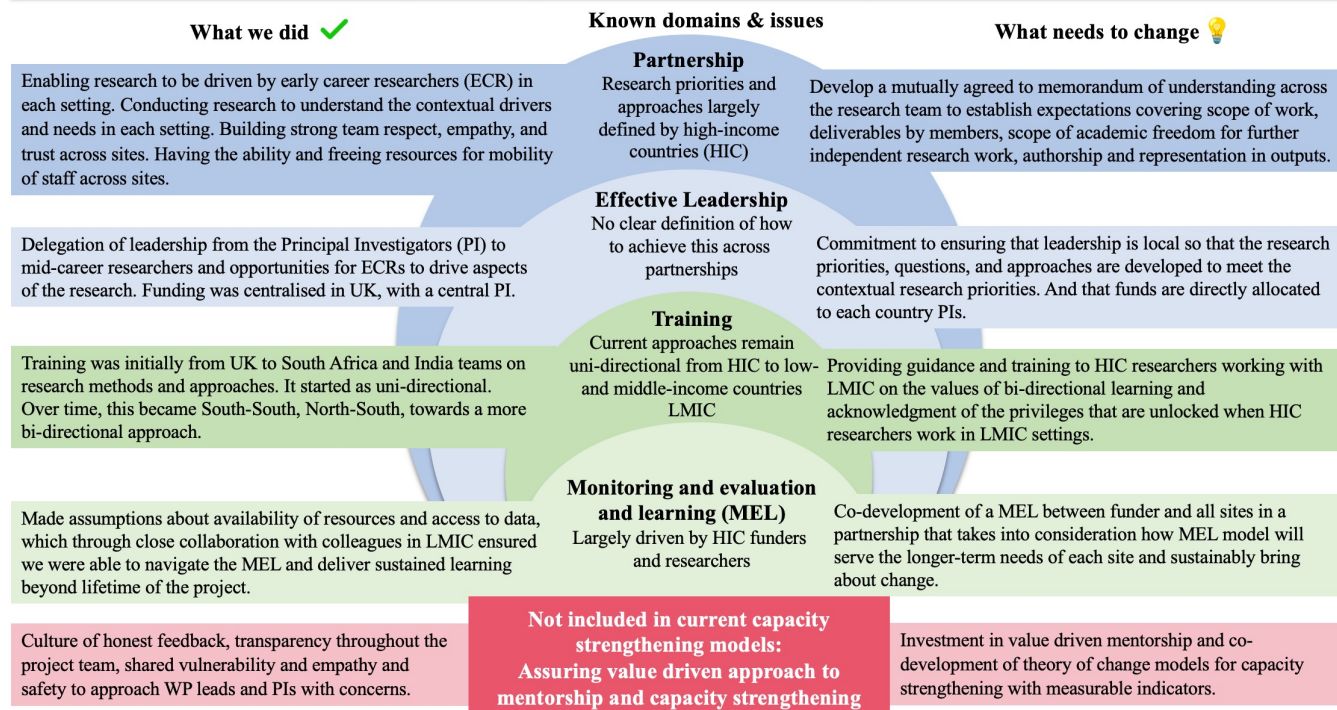 What we did
Known domains & issues
What needs to change
Enabling research to be driven by early career researchers (ECR) in
each setting. Conducting research to understand the contextual drivers
and needs in each setting. Building strong team respect, empathy, and
trust across sites. Having the ability and freeing resources for mobility
of staff across sites.
Partnership
Research priorities and
approaches largely
defined by high-income
countries (HIC)
Develop a mutually agreed to memorandum of understanding across
the research team to establish expectations covering scope of work,
deliverables by members, scope of academic freedom for further
independent research work, authorship and representation in outputs.
Delegation of leadership from the Principal Investigators (PI) to
mid-career researchers and opportunities for ECRs to drive aspects
of the research. Funding was centralised in UK, with a central PI.
Effective Leadership
No clear definition of how
to achieve this across
partnerships
Commitment to ensuring that leadership is local so that the research
priorities, questions, and approaches are developed to meet the
contextual research priorities. And that funds are directly allocated
to each country PIs.
Training was initially from UK to South Africa and India teams on
research methods and approaches. It started as uni-directional.
Over time, this became South-South, North-South, towards a more
bi-directional approach.
Training
Current approaches remain
uni-directional from HIC to low-
and middle-income countries
LMIC
Providing guidance and training to HIC researchers working with
LMIC on the values of bi-directional learning and
acknowledgment of the privileges that are unlocked when HIC
researchers work in LMIC settings.
Made assumptions about availability of resources and access to data,
which through close collaboration with colleagues in LMIC ensured
we were able to navigate the MEL and deliver sustained learning
beyond lifetime of the project.
Monitoring and evaluation
and learning (MEL)
Largely driven by HIC funders
and researchers
Co-development of a MEL between funder and all sites in a
partnership that takes into consideration how MEL model will
serve the longer-term needs of each site and sustainably bring
about change.
Culture of honest feedback, transparency throughout the
project team, shared vulnerability and empathy and
safety to approach WP leads and PIs with concerns.
Not included in current capacity
strengthening models:
Assuring value driven approach to
mentorship and capacity strengthening
Investment in value driven mentorship and co-
development of theory of change models for capacity
strengthening with measurable indicators.